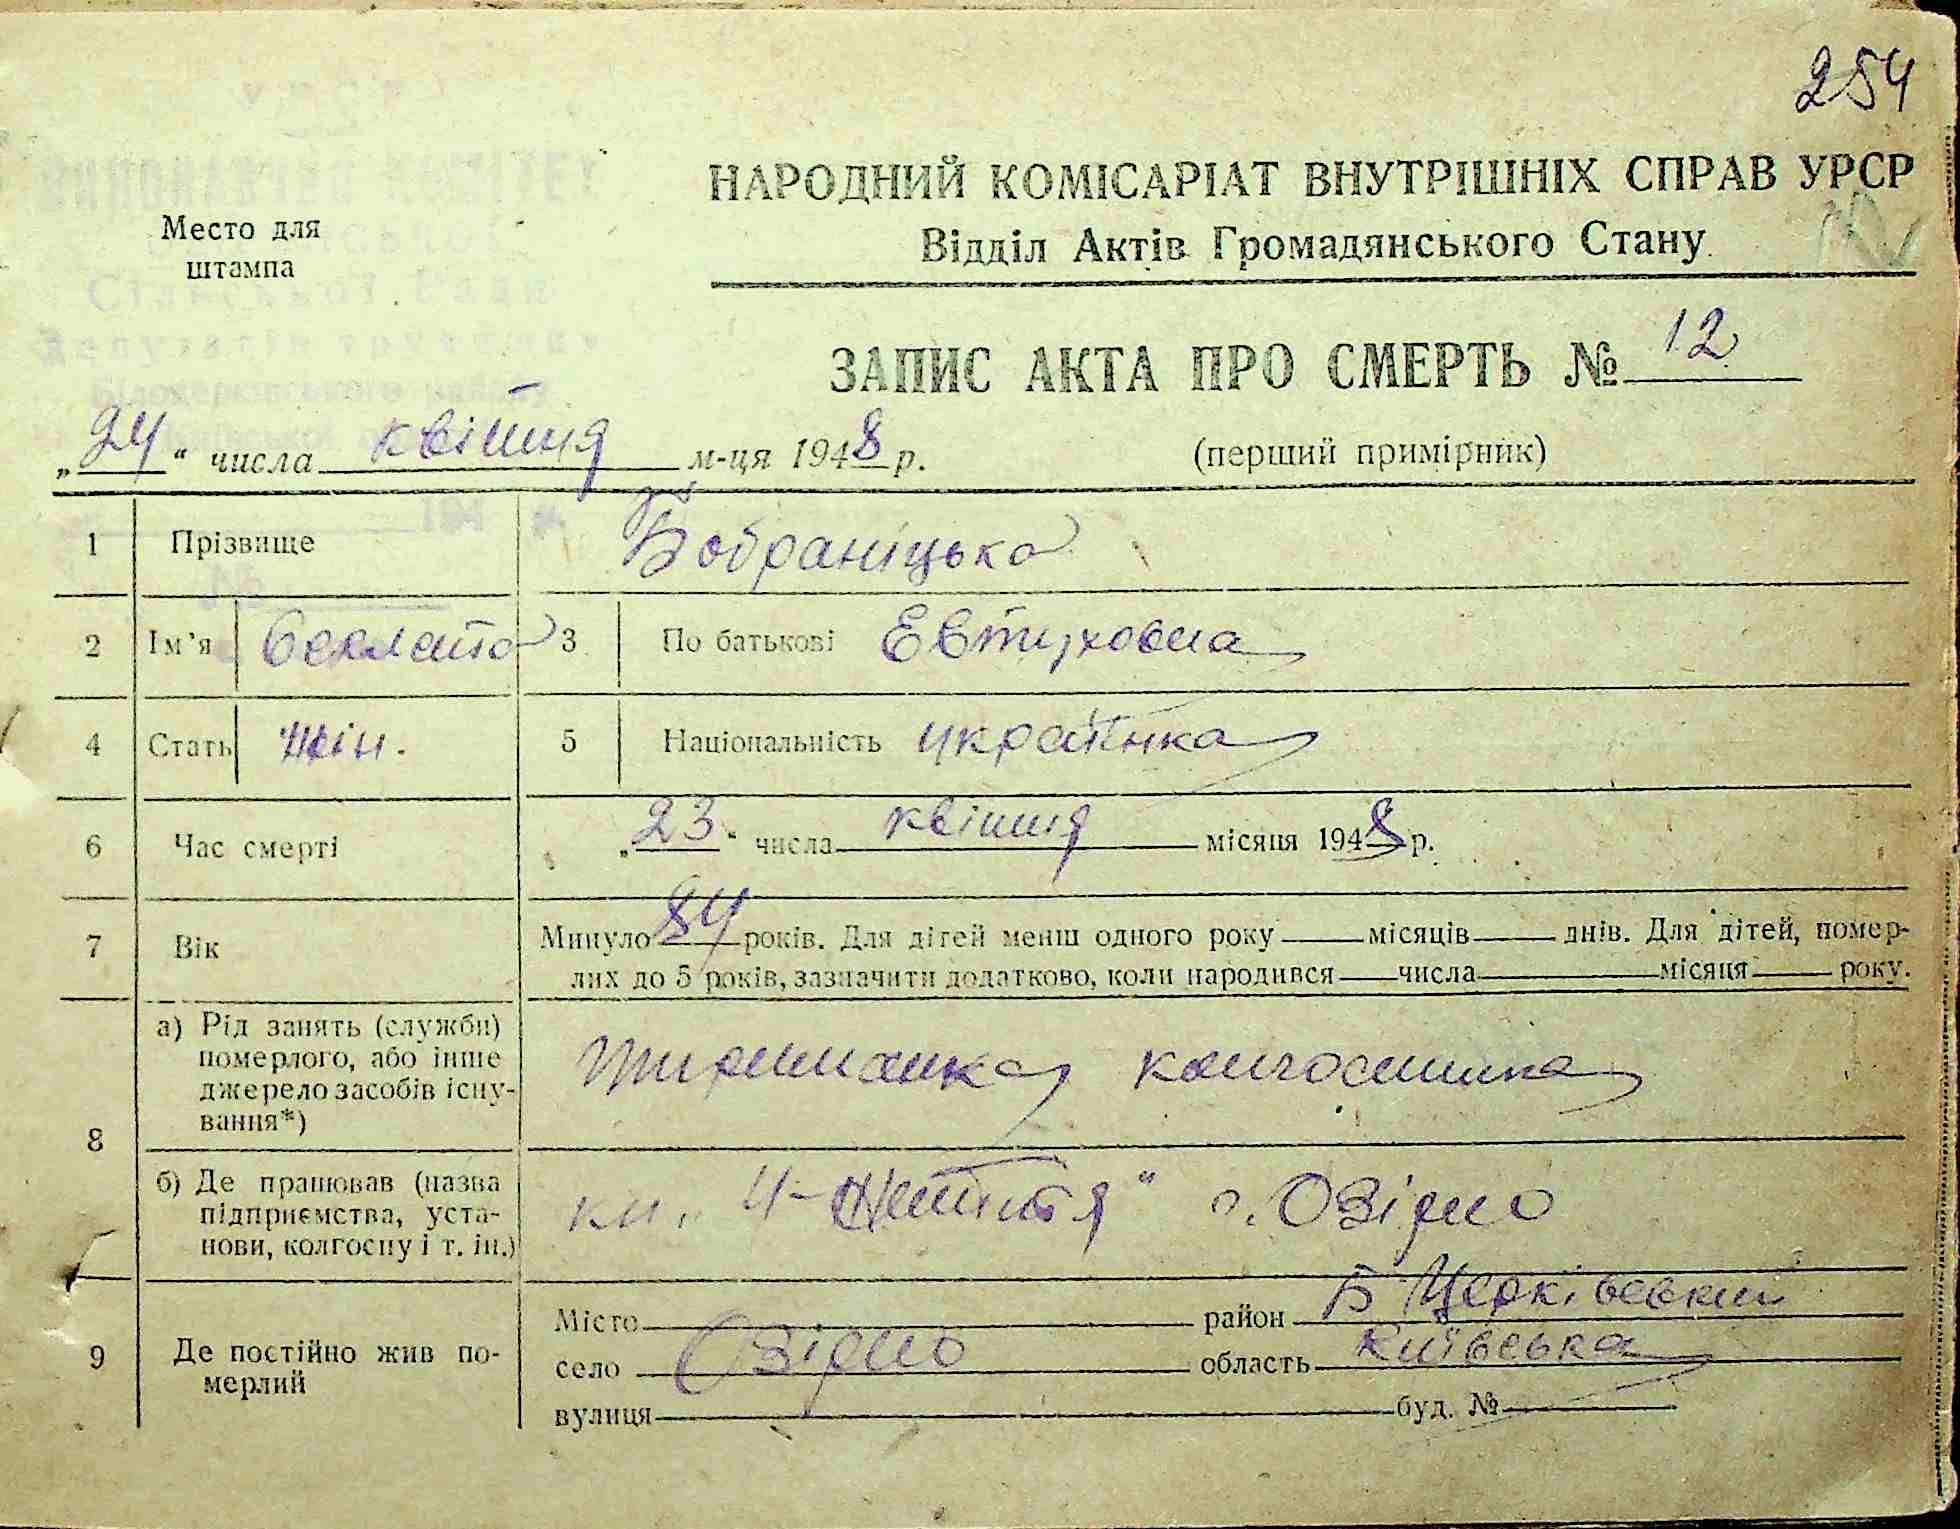 254
НАРОДНИЙ КОМІСАРІАТ ВНУТРІШНІХ СПРАВ УРСР
Место для штампа
Відділ Актів Громадянського Стану
ЗАПИС АКТА ПРО СМЕРТЬ № 12
„24“ числа квітня м-ця 1948 р. (перший примірник)
1 Прізвище Бобраницька
2 Ім'я 3 По батькові Евтуховна
4 Стать жін. 5 Національність українка
6 Час смерті „23“ числа квітня місяця 1948 р.
7 Вік Минуло 84 років. Для дітей менш одного року місяців днів. Для дітей, помер-
лих до 5 років, зазначити додатково, коли народився числа місяця року.
8 а) Рід занять (служби)
померлого, або інше
джерело засобів існу-
вання*)
утриманка колгоспника
б) Де працював (назва
підприємства, уста-
нови, колгоспу і т. ін.)
с. Озірно
9 Де постійно жив по-
мерлий
Місто район Б Церківський
село Озірно область Київська
вулиця буд. №